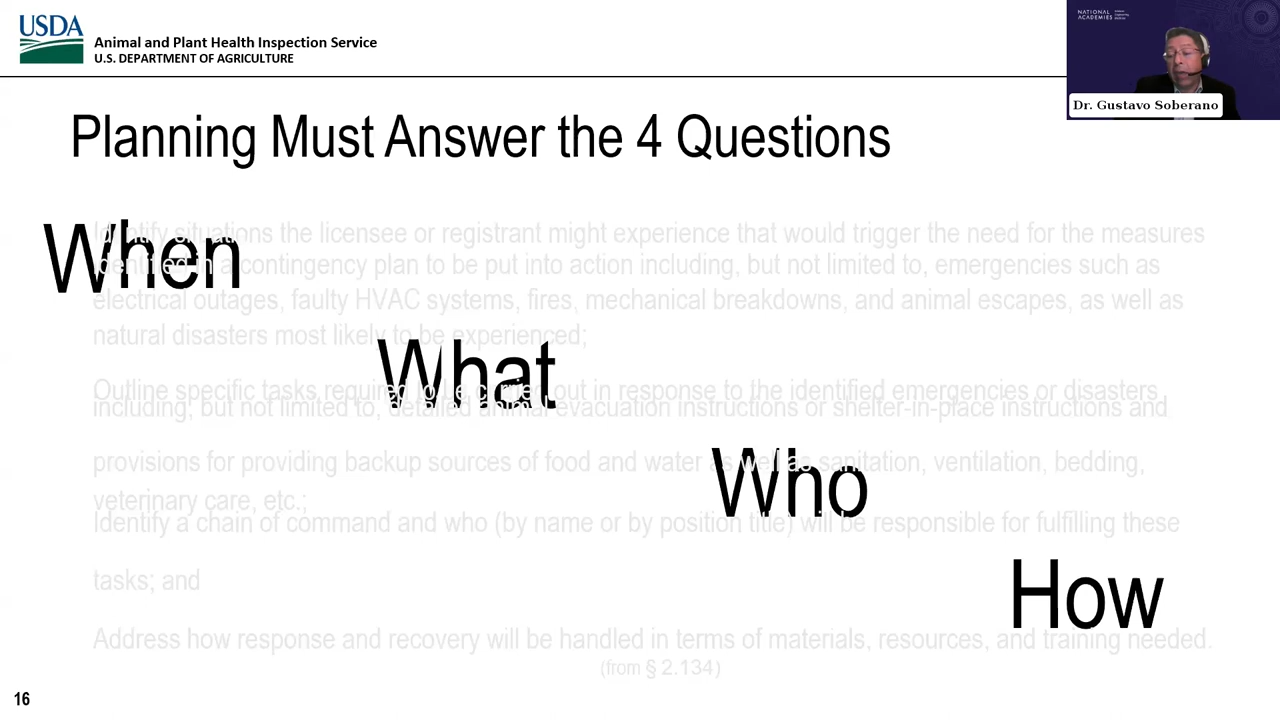 USDA
Animal and Plant Health Inspection Service
U.S. DEPARTMENT OF AGRICULTURE
NATIONAL
ACADEMIES
Dr. Gustavo Soberano
Planning Must Answer the 4 Questions
When
What
Who
How
Identify situations the licensee or registrant might experience that would trigger the need for the measures
identified in a contingency plan to be put into action including, but not limited to, emergencies such as
electrical outages, faulty HVAC systems, fires, mechanical breakdowns, and animal escapes, as well as
natural disasters most likely to be experienced;
Outline specific tasks required to be carried out in response to the identified emergencies or disasters
including, but not limited to, detailed animal evacuation instructions or shelter-in-place instructions and
provisions for providing backup sources of food and water as well as sanitation, ventilation, bedding,
veterinary care, etc.;
Identify a chain of command and who (by name or by position title) will be responsible for fulfilling these
tasks; and
Address how response and recovery will be handled in terms of materials, resources, and training needed.
(from § 2.134)
16